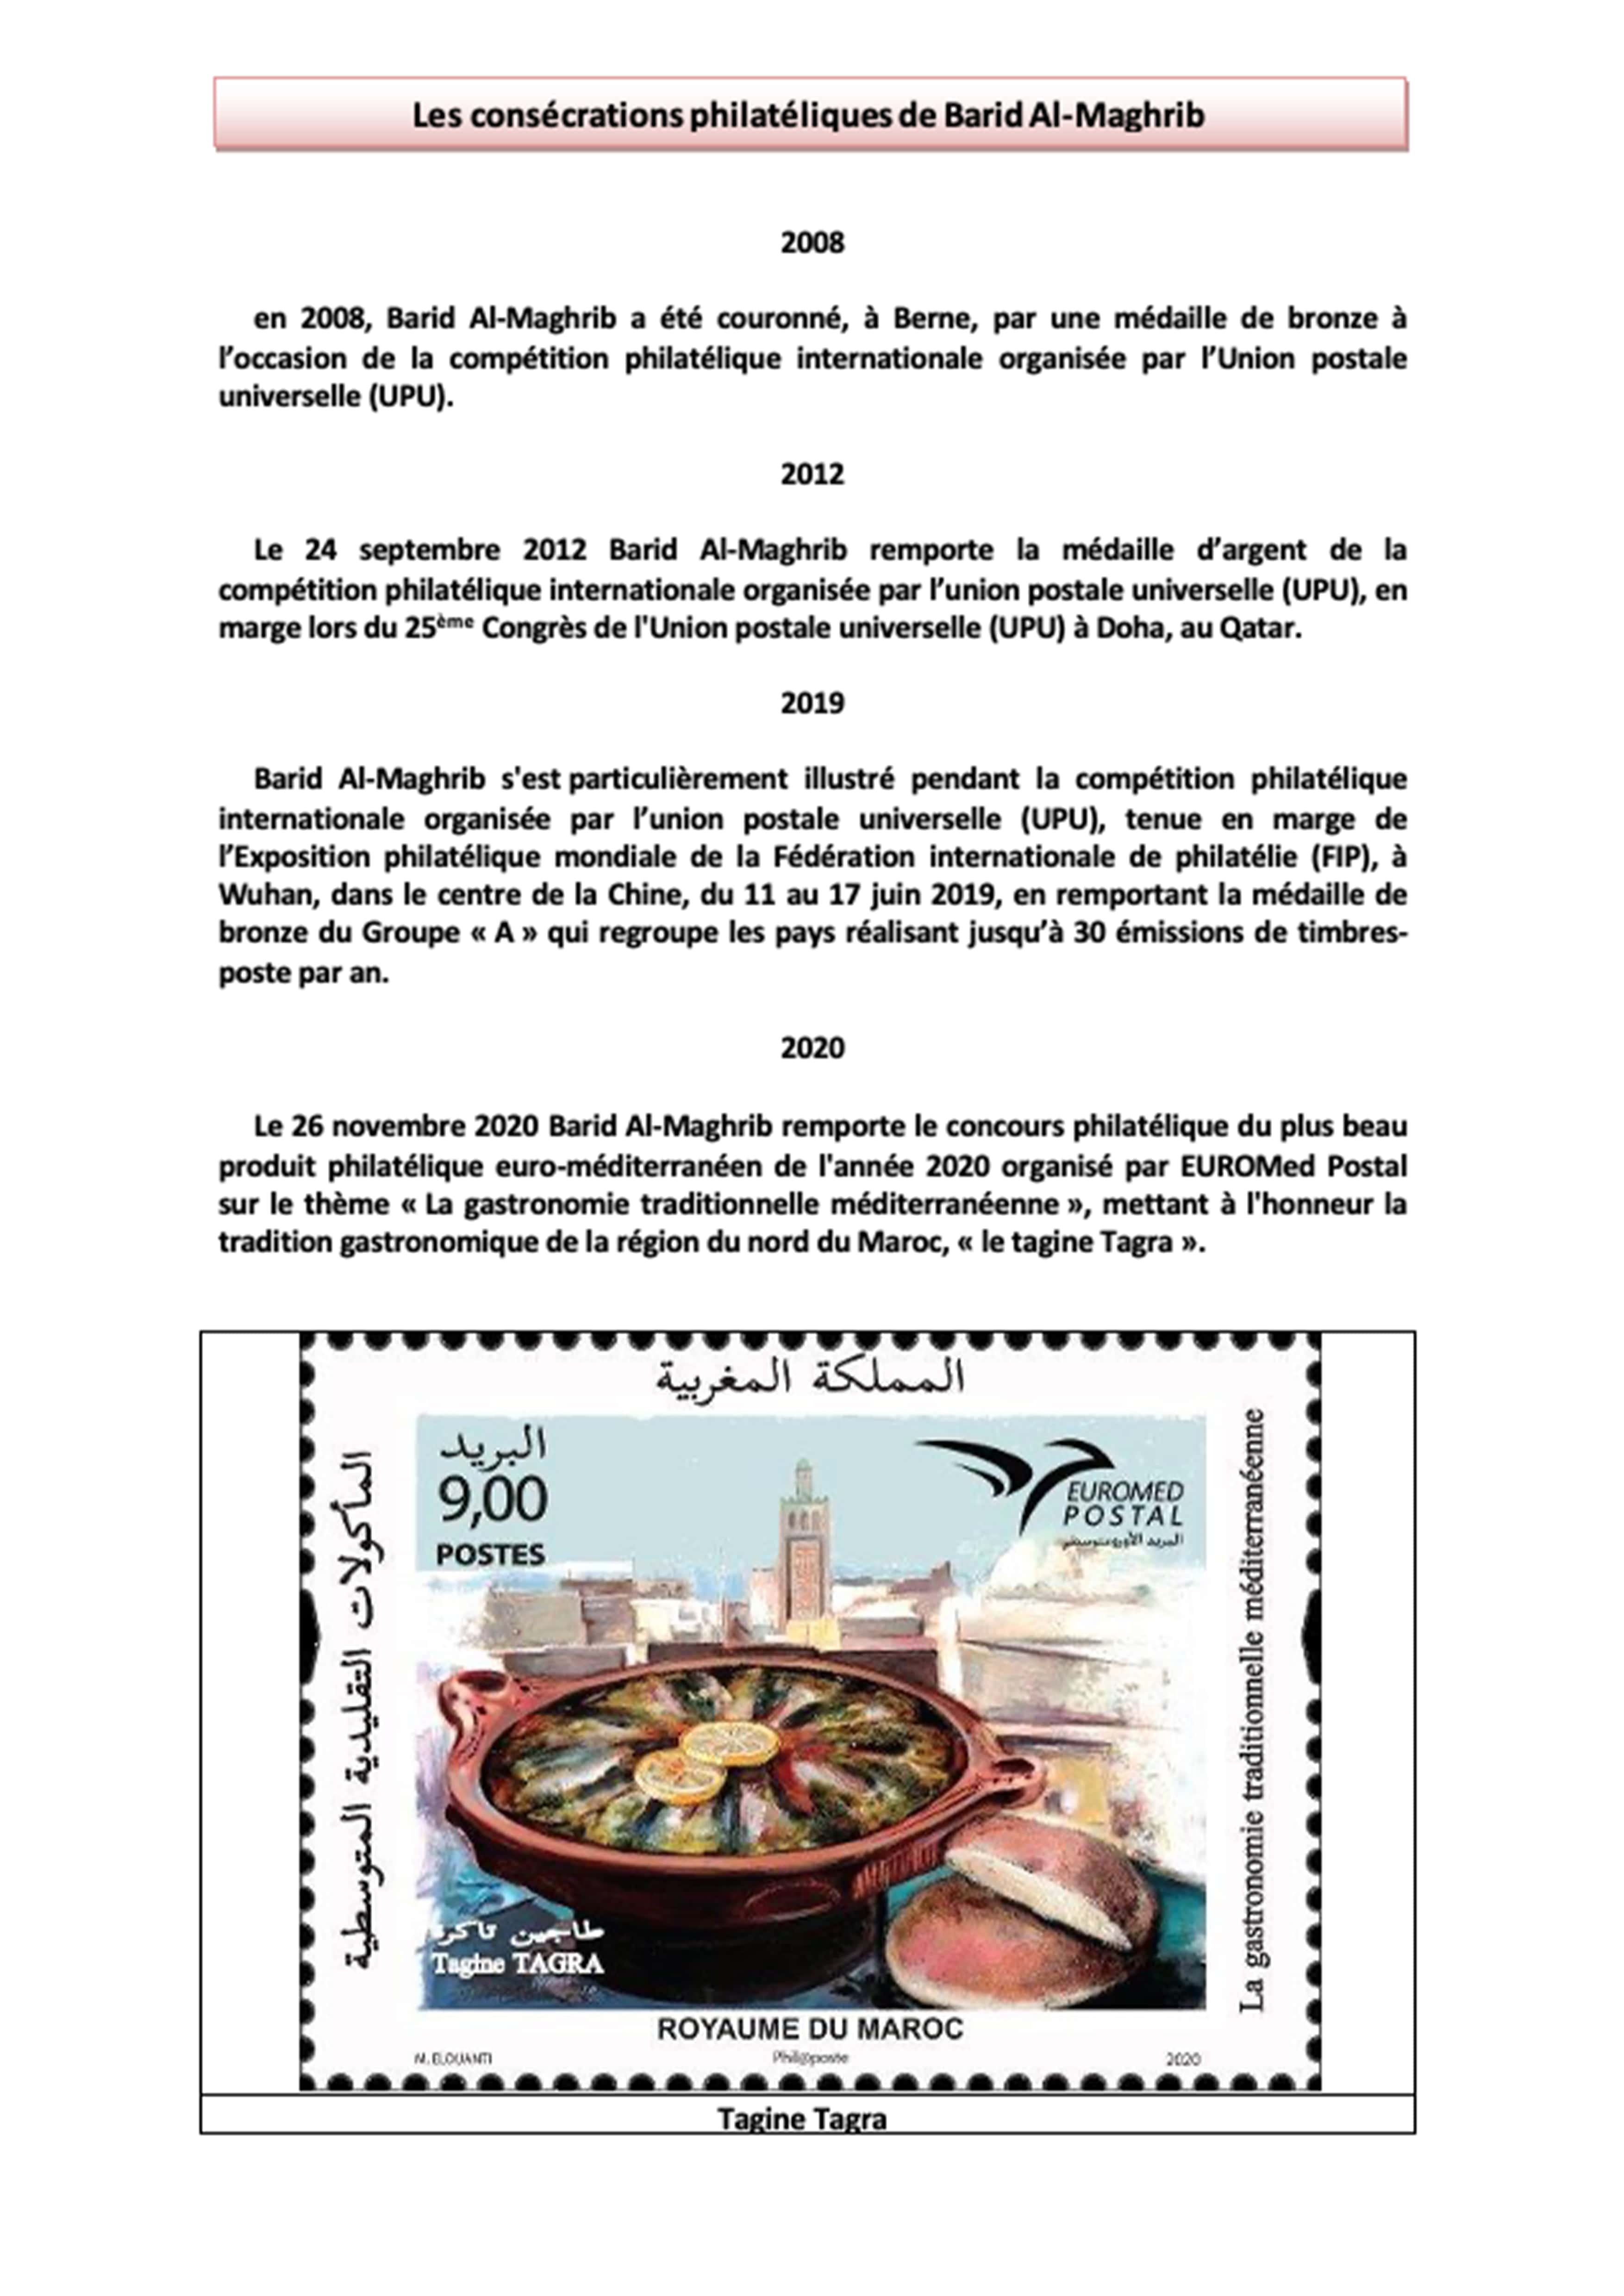 Les consécrations philatéliques de Barid Al-Maghrib
2008
en 2008, Barid Al-Maghrib a été couronné, à Berne, par une médaille de bronze à
l’occasion de la compétition philatélique internationale organisée par l’Union postale
universelle (UPU).
2012
Le 24 septembre 2012 Barid Al-Maghrib remporte la médaille d’argent de la
compétition philatélique internationale organisée par l’union postale universelle (UPU), en
marge lors du 25ème Congrès de l'Union postale universelle (UPU) à Doha, au Qatar.
2019
Barid Al-Maghrib s'est particulièrement illustré pendant la compétition philatélique
internationale organisée par l’union postale universelle (UPU), tenue en marge de
l’Exposition philatélique mondiale de la Fédération internationale de philatélie (FIP), à
Wuhan, dans le centre de la Chine, du 11 au 17 juin 2019, en remportant la médaille de
bronze du Groupe « A » qui regroupe les pays réalisant jusqu’à 30 émissions de timbres-
poste par an.
2020
Le 26 novembre 2020 Barid Al-Maghrib remporte le concours philatélique du plus beau
produit philatélique euro-méditerranéen de l'année 2020 organisé par EUROMed Postal
sur le thème « La gastronomie traditionnelle méditerranéenne », mettant à l'honneur la
tradition gastronomique de la région du nord du Maroc, « le tagine Tagra ».
المملكة المغربية
البريد
9,00
POSTES
EUROMED
POSTAL
البريد الأورومتوسطي
المأكولات التقليدية المتوسطية
La gastronomie traditionnelle méditerranéenne
طاجين تاكرة
Tagine TAGRA
ROYAUME DU MAROC
M. ELOUANTI
Phil@poste
2020
Tagine Tagra